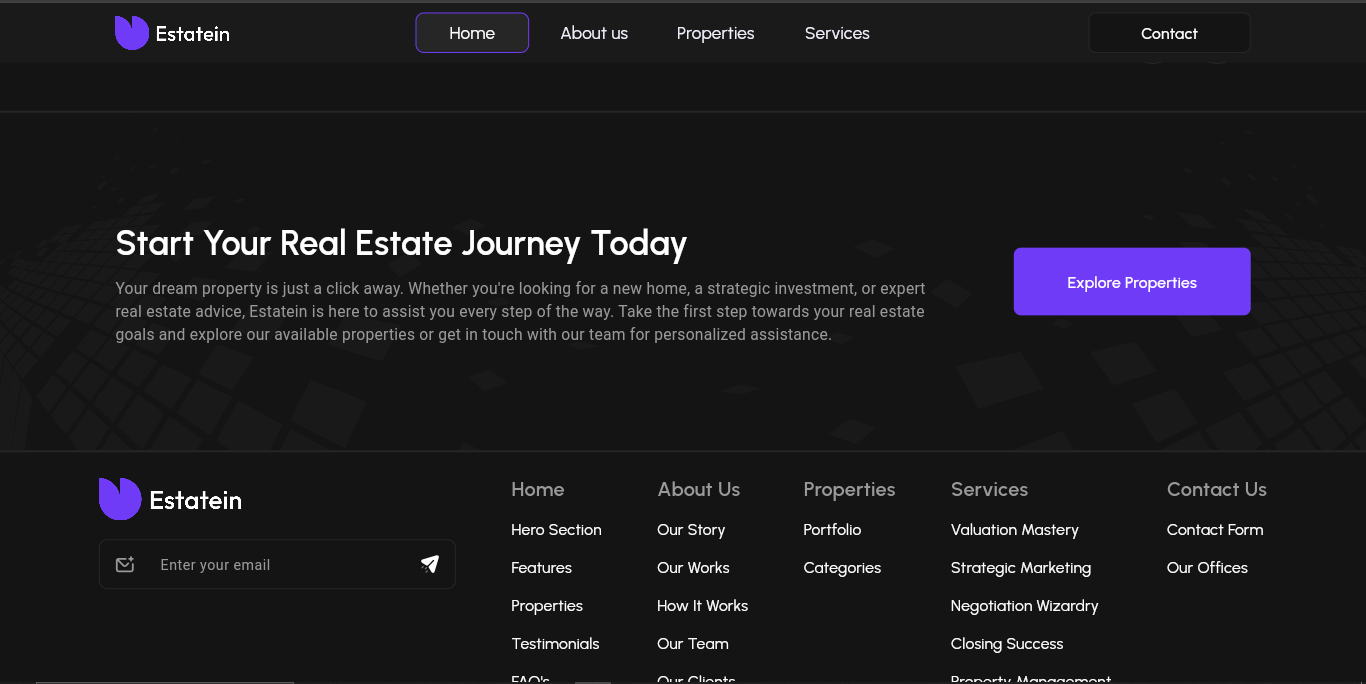 Estatein
Home
About us
Properties
Services
Contact
Start Your Real Estate Journey Today
Your dream property is just a click away. Whether you're looking for a new home, a strategic investment, or expert
real estate advice, Estatein is here to assist you every step of the way. Take the first step towards your real estate
goals and explore our available properties or get in touch with our team for personalized assistance.
Explore Properties
Estatein
Enter your email
Home
Hero Section
Features
Properties
Testimonials
FAQ's
About Us
Our Story
Our Works
How It Works
Our Team
Our Clients
Properties
Portfolio
Categories
Services
Valuation Mastery
Strategic Marketing
Negotiation Wizardry
Closing Success
Property Management
Contact Us
Contact Form
Our Offices